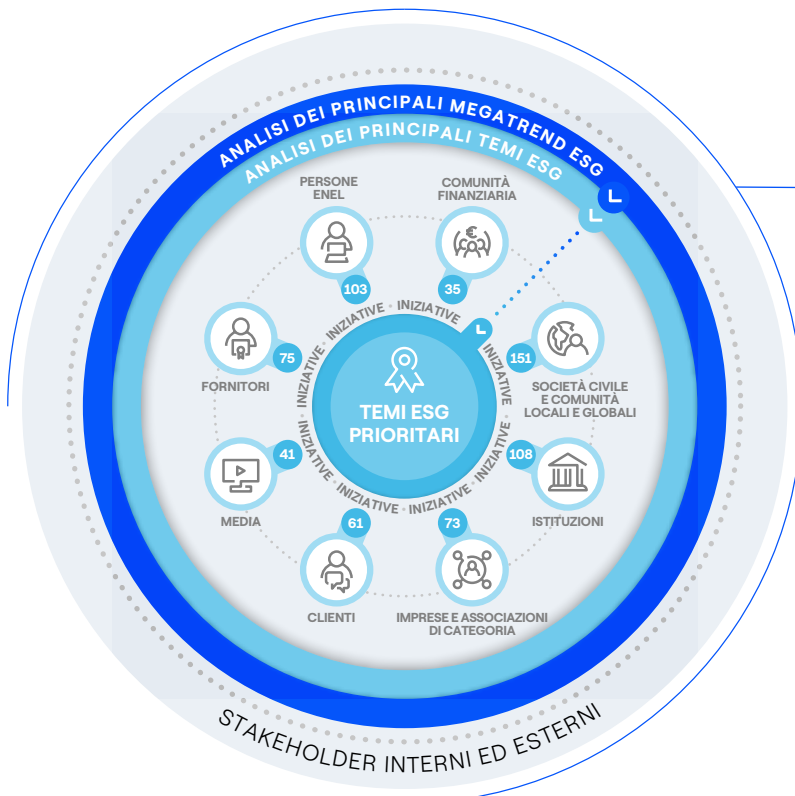 ANALISI DEI PRINCIPALI MEGATREND ESG
ANALISI DEI PRINCIPALI TEMI ESG
PERSONE
ENEL
103
COMUNITÀ
FINANZIARIA
€
35
151
SOCIETÀ CIVILE
E COMUNITÀ
LOCALI E GLOBALI
108
ISTITUZIONI
73
IMPRESE E ASSOCIAZIONI
DI CATEGORIA
61
CLIENTI
41
MEDIA
75
FORNITORI
INIZIATIVE · INIZIATIVE · INIZIATIVE · INIZIATIVE · INIZIATIVE · INIZIATIVE · INIZIATIVE · INIZIATIVE
TEMI ESG
PRIORITARI
STAKEHOLDER INTERNI ED ESTERNI